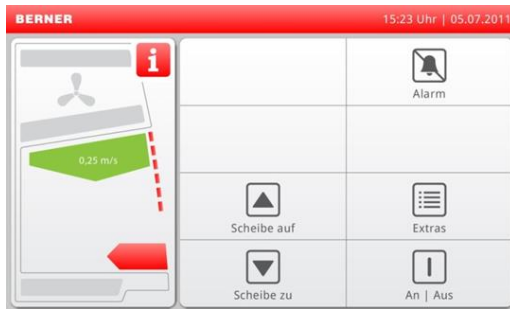 BERNER
15:23 Uhr | 05.07.2011
i
0,25 m/s
Alarm
Scheibe auf
Extras
Scheibe zu
An | Aus